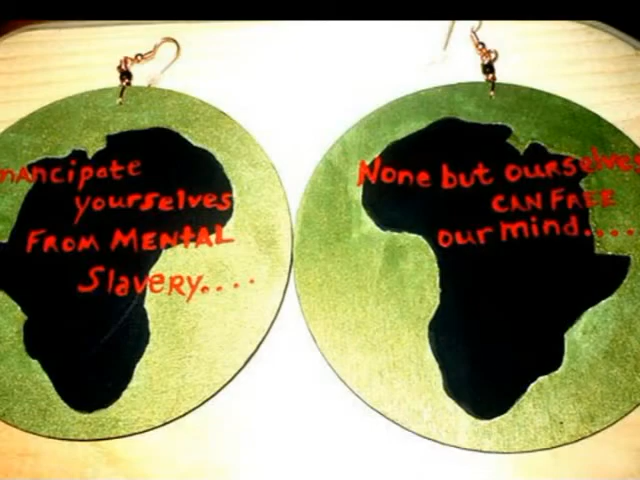 mancipate
yourselves
FROM MENTAL
Slavery....
None but ourselves
CAN FREE
our mind....